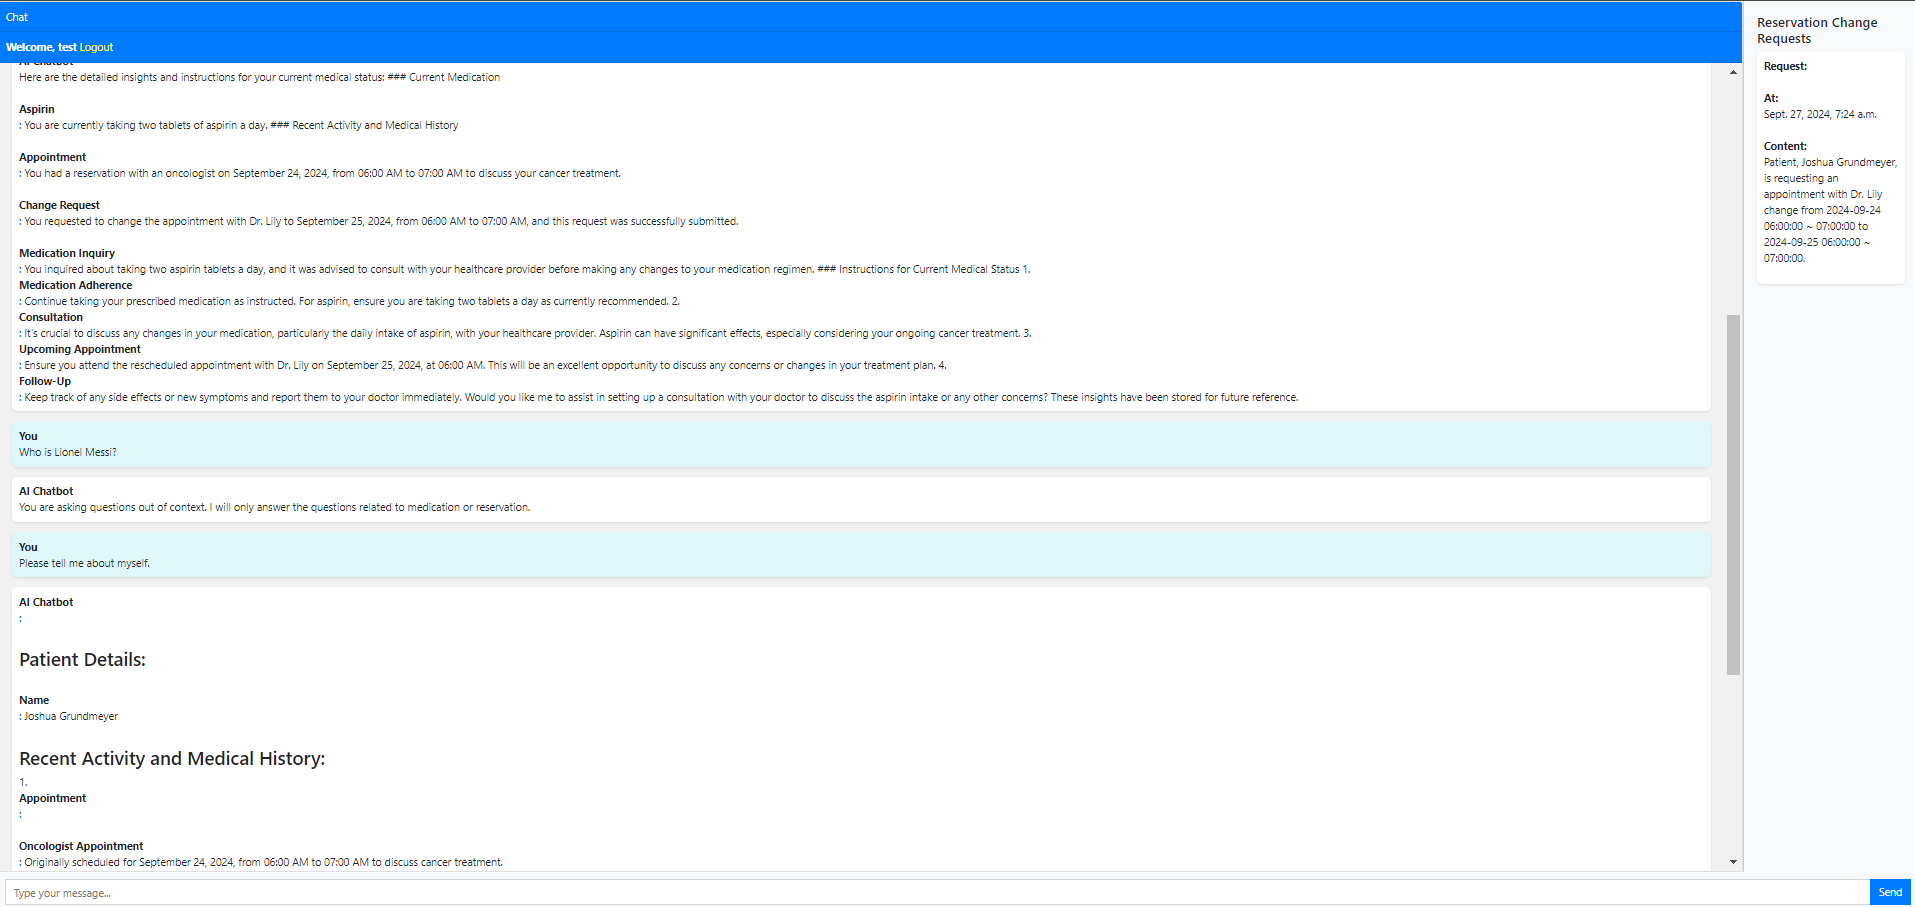 Chat
Welcome, test Logout
AI Chatbot
Here are the detailed insights and instructions for your current medical status: ### Current Medication
Aspirin
: You are currently taking two tablets of aspirin a day. ### Recent Activity and Medical History
Appointment
: You had a reservation with an oncologist on September 24, 2024, from 06:00 AM to 07:00 AM to discuss your cancer treatment.
Change Request
: You requested to change the appointment with Dr. Lily to September 25, 2024, from 06:00 AM to 07:00 AM, and this request was successfully submitted.
Medication Inquiry
: You inquired about taking two aspirin tablets a day, and it was advised to consult with your healthcare provider before making any changes to your medication regimen. ### Instructions for Current Medical Status 1.
Medication Adherence
: Continue taking your prescribed medication as instructed. For aspirin, ensure you are taking two tablets a day as currently recommended. 2.
Consultation
: It's crucial to discuss any changes in your medication, particularly the daily intake of aspirin, with your healthcare provider. Aspirin can have significant effects, especially considering your ongoing cancer treatment. 3.
Upcoming Appointment
: Ensure you attend the rescheduled appointment with Dr. Lily on September 25, 2024, at 06:00 AM. This will be an excellent opportunity to discuss any concerns or changes in your treatment plan. 4.
Follow-Up
: Keep track of any side effects or new symptoms and report them to your doctor immediately. Would you like me to assist in setting up a consultation with your doctor to discuss the aspirin intake or any other concerns? These insights have been stored for future reference.
You
Who is Lionel Messi?
AI Chatbot
You are asking questions out of context. I will only answer the questions related to medication or reservation.
You
Please tell me about myself.
AI Chatbot
:
Patient Details:
Name
: Joshua Grundmeyer
Recent Activity and Medical History:
1.
Appointment
:
Oncologist Appointment
: Originally scheduled for September 24, 2024, from 06:00 AM to 07:00 AM to discuss cancer treatment.
Type your message...
Send
Reservation Change
Requests
Request:
At:
Sept. 27, 2024, 7:24 a.m.
Content:
Patient, Joshua Grundmeyer,
is requesting an
appointment with Dr. Lily
change from 2024-09-24
06:00:00 ~ 07:00:00 to
2024-09-25 06:00:00 ~
07:00:00.